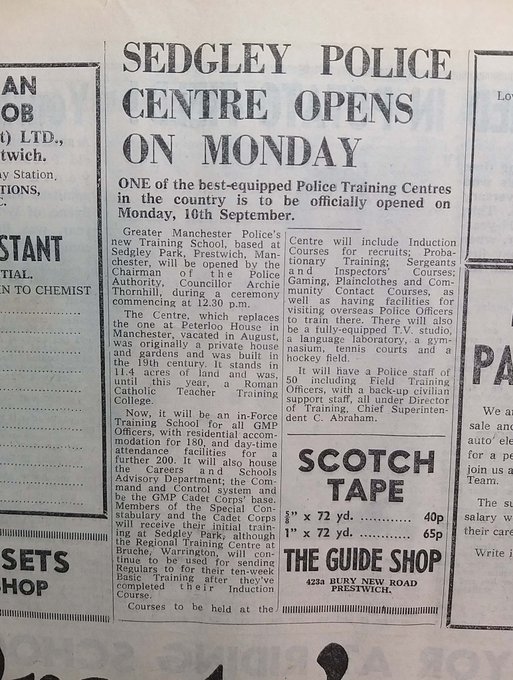 SEDGLEY POLICE
CENTRE OPENS
ON MONDAY
ONE of the best-equipped Police Training Centres
in the country is to be officially opened on
Monday, 10th September.
Greater Manchester Police's
new Training School, based at
Sedgley Park, Prestwich, Man-
chester, will be opened by the
Chairman of the Police
Authority, Councillor Archie
Thornhill, during a ceremony
commencing at 12.30 p.m.
The Centre, which replaces
the one at Peterloo House in
Manchester, vacated in August,
was originally a private house
and gardens and was built in
the 19th century. It stands in
11.4 acres of land and was,
until this year, a Roman
Catholic Teacher Training
College.
Now, it will be an in-Force
Training School for all GMP
Officers, with residential accom-
modation for 180, and day-time
attendance facilities for a
further 200. It will also house
the Careers and Schools
Advisory Department; the Com-
mand and Control system and
be the GMP Cadet Corps' base.
Members of the Special Con-
stabulary and the Cadet Corps
will receive their initial train-
ing at Sedgley Park, although
the Regional Training Centre at
Bruche, Warrington, will con-
tinue to be used for sending
Regulars to for their ten-week
Basic Training after they've
completed their Induction
Course.
Courses to be held at the
Centre will include Induction
Courses for recruits; Proba-
tionary Training; Sergeants
and Inspectors' Courses;
Gaming, Plainclothes and Com-
munity Contact Courses, as
well as having facilities for
visiting overseas Police Officers
to train there. There will also
be a fully-equipped T.V. studio,
a language laboratory, a gym-
nasium, tennis courts and a
hockey field.
It will have a Police staff of
50 including Field Training
Officers, with a back-up civilian
support staff, all under Director
of Training, Chief Superinten-
dent C. Abraham.
SCOTCH
TAPE
⅝" x 72 yd. ............ 40p
1" x 72 yd. ............ 65p
THE GUIDE SHOP
423a BURY NEW ROAD
PRESTWICH.
AN
OB
t) LTD.,
twich.
ay Station,
TIONS,
C.
STANT
TIAL.
IN TO CHEMIST
SETS
HOP
Lo
PA
We a
sale an
auto' ele
for a pe
join us a
Team.
The su
salary w
their care
Write i